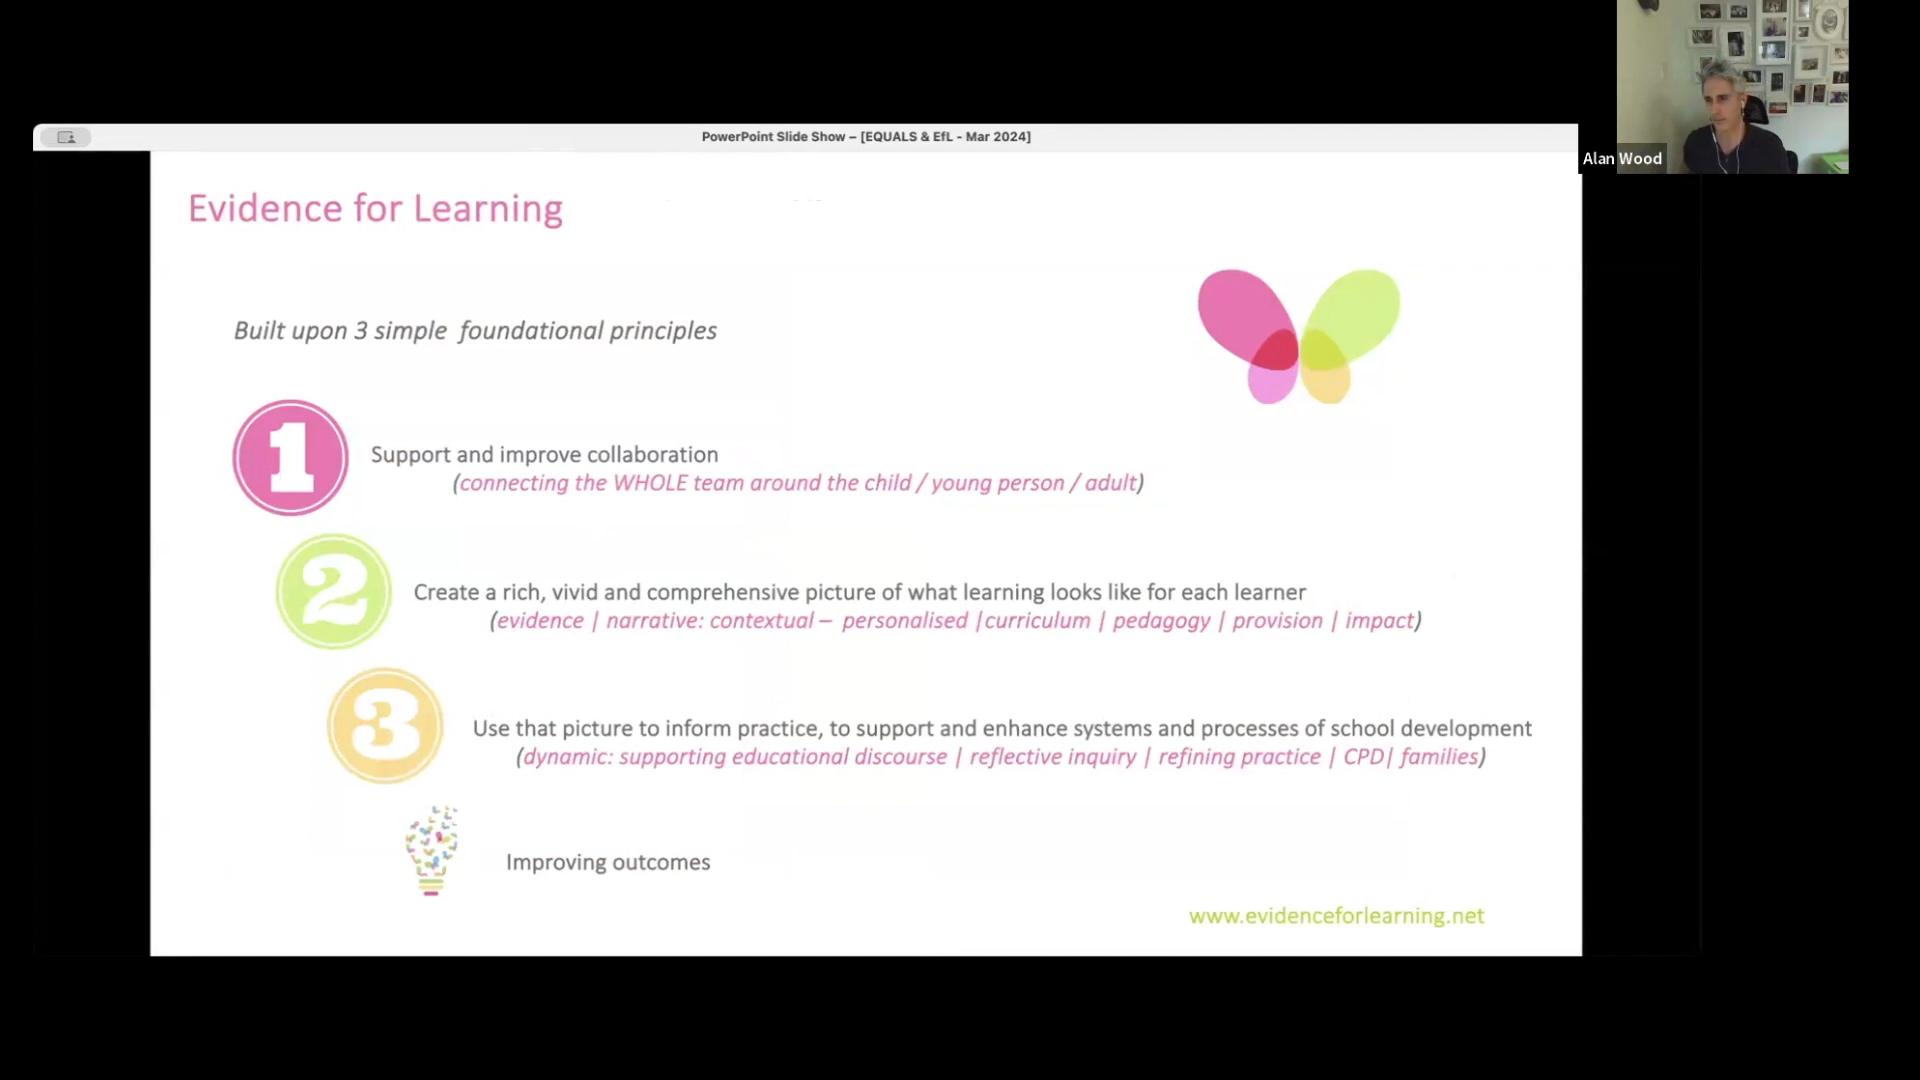 PowerPoint Slide Show – [EQUALS & EfL - Mar 2024]
Alan Wood
Evidence for Learning
Built upon 3 simple foundational principles
1
Support and improve collaboration
(connecting the WHOLE team around the child / young person / adult)
2
Create a rich, vivid and comprehensive picture of what learning looks like for each learner
(evidence | narrative: contextual – personalised |curriculum | pedagogy | provision | impact)
3
Use that picture to inform practice, to support and enhance systems and processes of school development
(dynamic: supporting educational discourse | reflective inquiry | refining practice | CPD| families)
Improving outcomes
www.evidenceforlearning.net